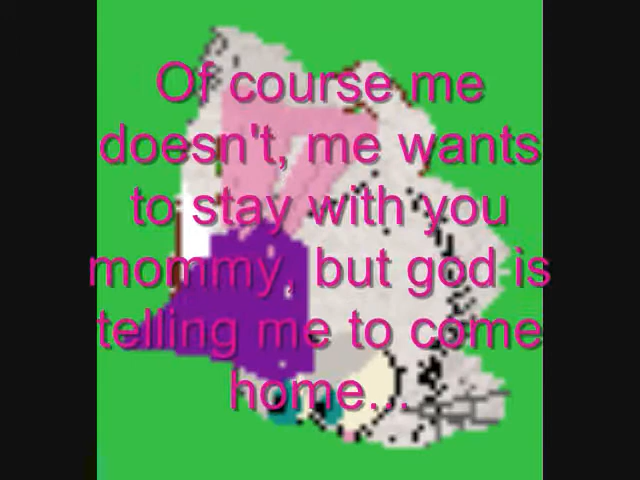 Of course me
doesn't, me wants
to stay with you
mommy, but god is
telling me to come
home...